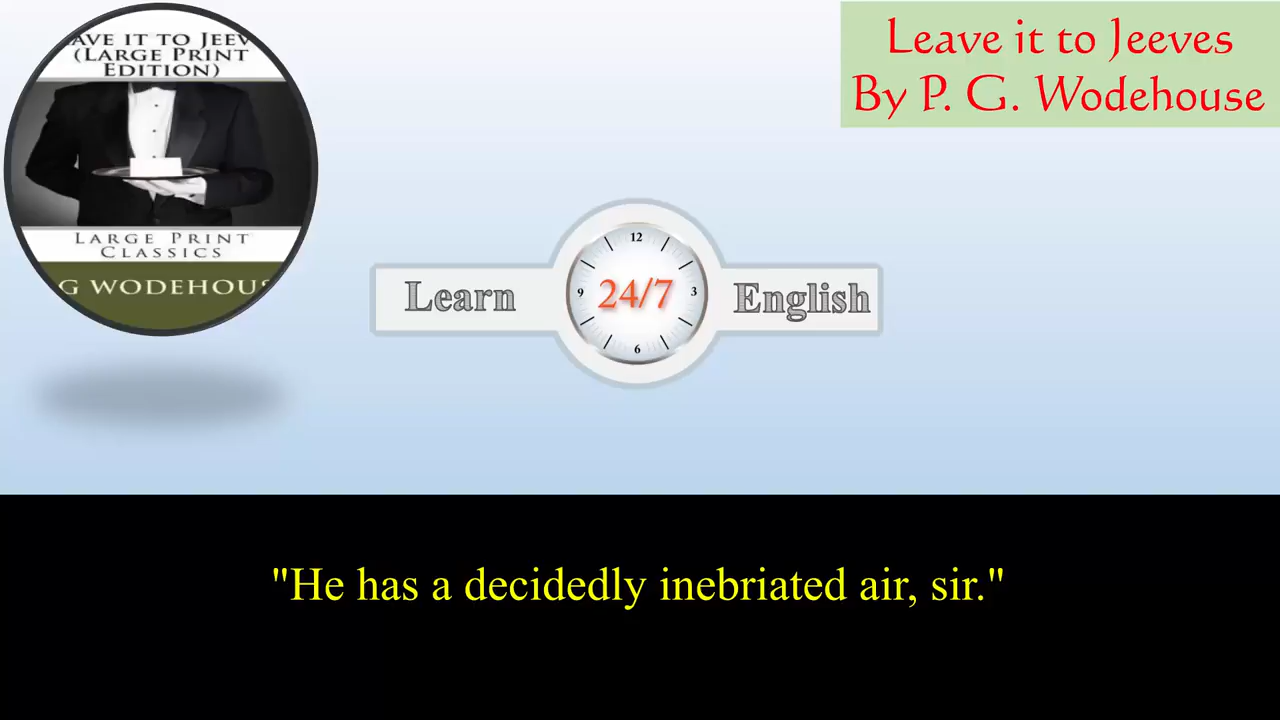 AVE IT TO JEEV
(LARGE PRINT
EDITION)
LARGE PRINT
CLASSICS
G WODEHOUS
Leave it to Jeeves
By P. G. Wodehouse
Learn 24/7 English
12
9
3
6
"He has a decidedly inebriated air, sir."